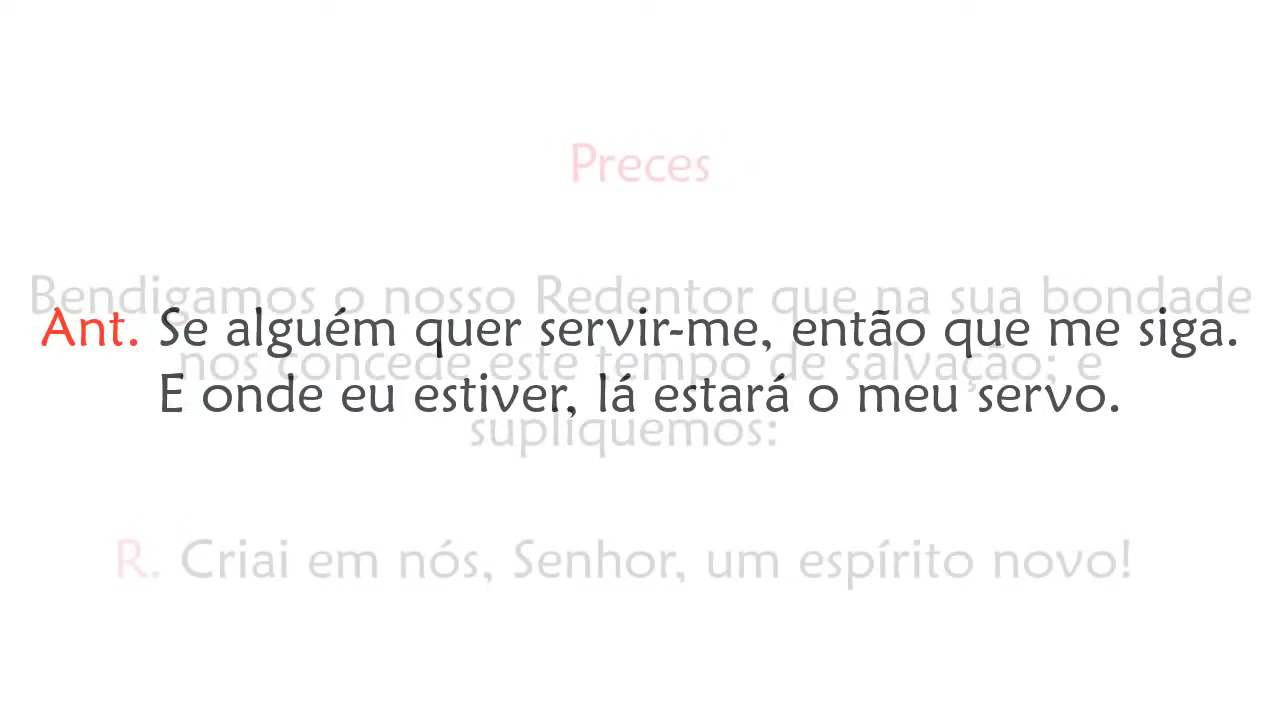 Preces
Bendigamos o nosso Redentor que na sua bondade
Ant. Se alguém quer servir-me, então que me siga.
nos concede este tempo de salvação; e
E onde eu estiver, lá estará o meu servo.
supliquemos:
R. Criai em nós, Senhor, um espírito novo!